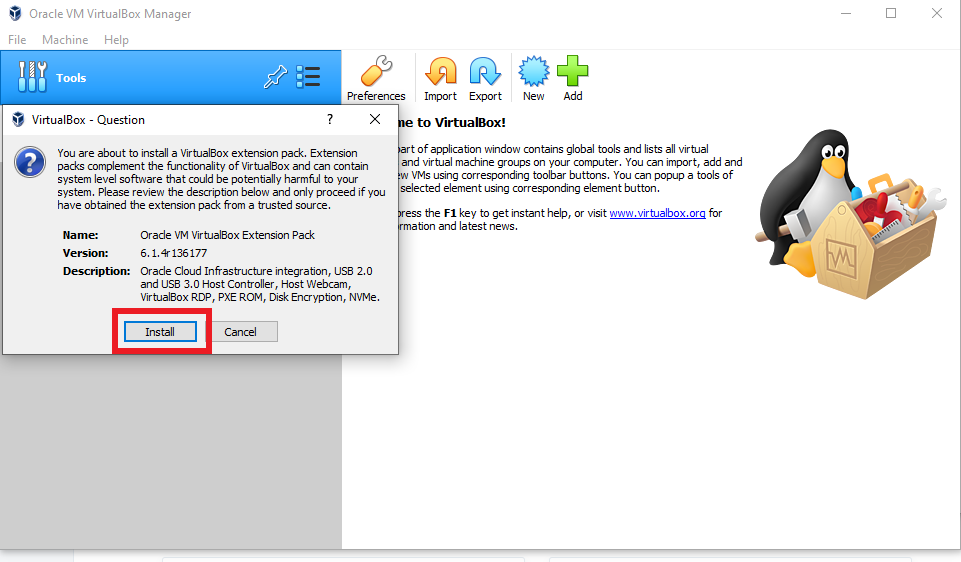 Oracle VM VirtualBox Manager
File Machine Help
Tools
Preferences Import Export New Add
VirtualBox - Question ?
me to VirtualBox!
You are about to install a VirtualBox extension pack. Extension
packs complement the functionality of VirtualBox and can contain
system level software that could be potentially harmful to your
system. Please review the description below and only proceed if you
have obtained the extension pack from a trusted source.
Name: Oracle VM VirtualBox Extension Pack
Version: 6.1.4r136177
Description: Oracle Cloud Infrastructure integration, USB 2.0
and USB 3.0 Host Controller, Host Webcam,
VirtualBox RDP, PXE ROM, Disk Encryption, NVMe.
Install Cancel
part of application window contains global tools and lists all virtual
and virtual machine groups on your computer. You can import, add and
ew VMs using corresponding toolbar buttons. You can popup a tools of
selected element using corresponding element button.
press the F1 key to get instant help, or visit www.virtualbox.org for
rmation and latest news.